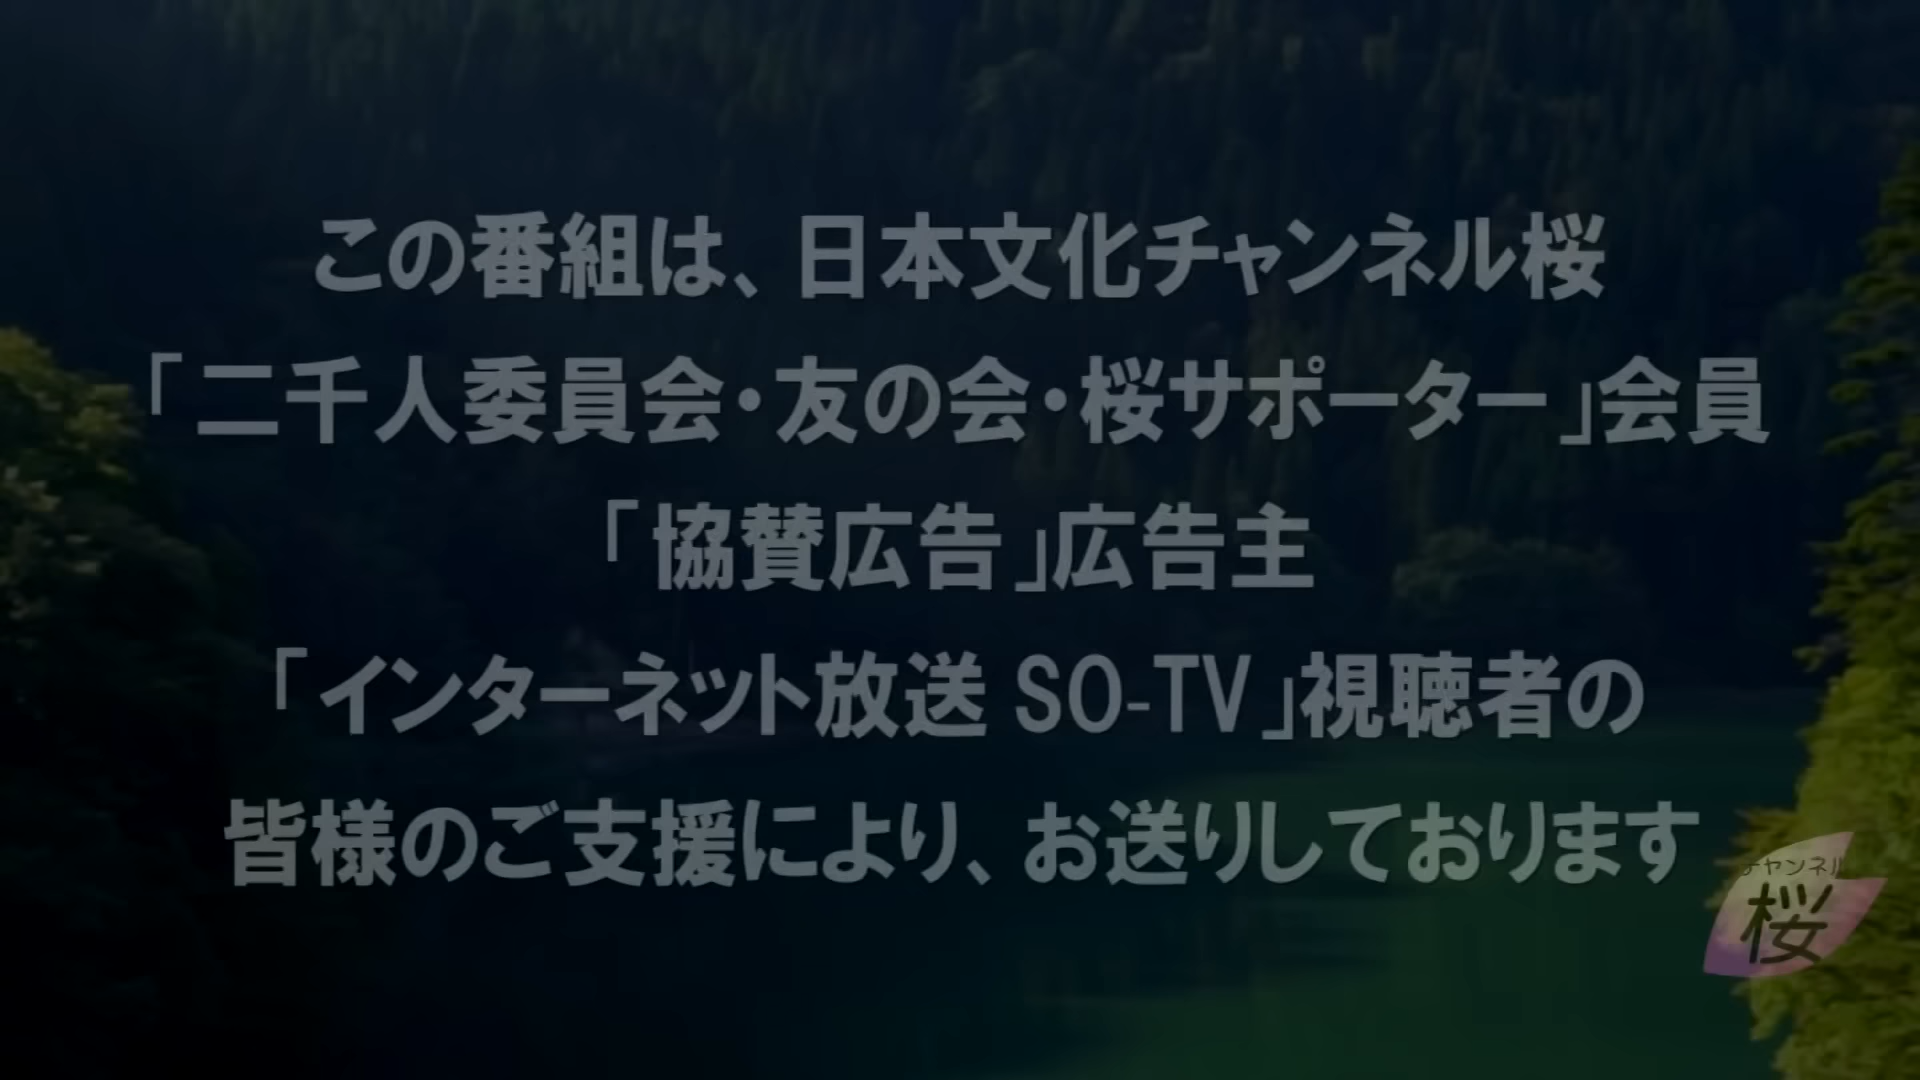 この番組は、日本文化チャンネル桜
「二千人委員会・友の会・桜サポーター」会員
「協賛広告」広告主
「インターネット放送 SO-TV」視聴者の
皆様のご支援により、お送りしております
チャンネル
桜